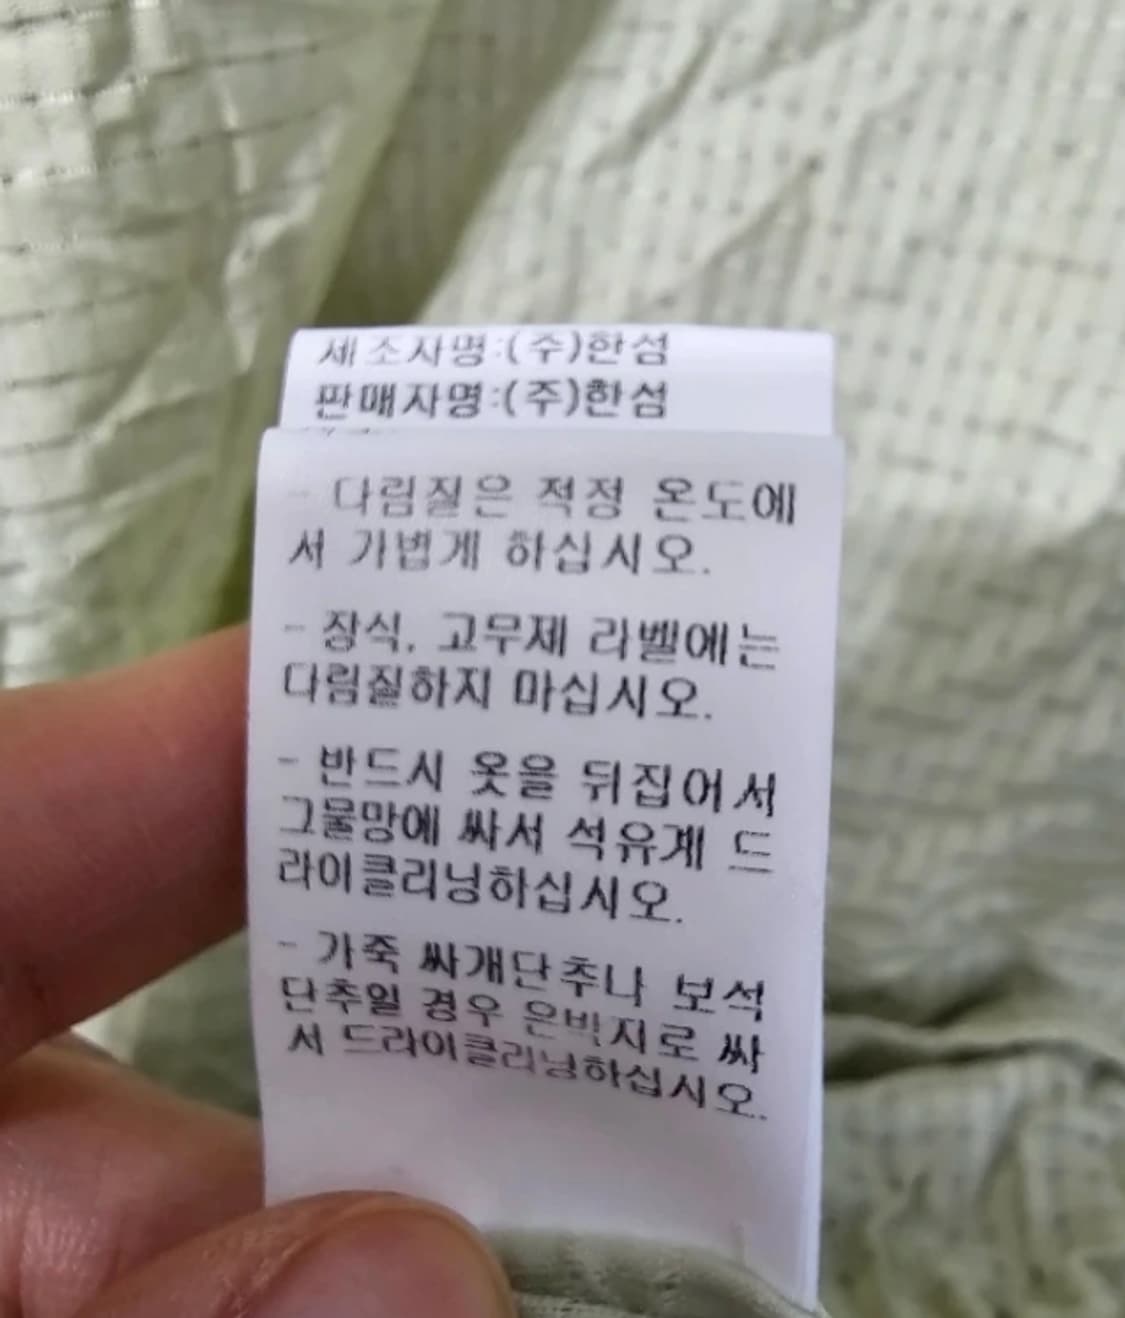 제조자명:(주)한섬
판매자명:(주)한섬
- 다림질은 적정 온도에
서 가볍게 하십시오.
- 장식, 고무제 라벨에는
다림질하지 마십시오.
- 반드시 옷을 뒤집어서
그물망에 싸서 석유계 드
라이클리닝하십시오.
- 가죽 싸개단추나 보석
단추일 경우 은박지로 싸
서 드라이클리닝하십시오.